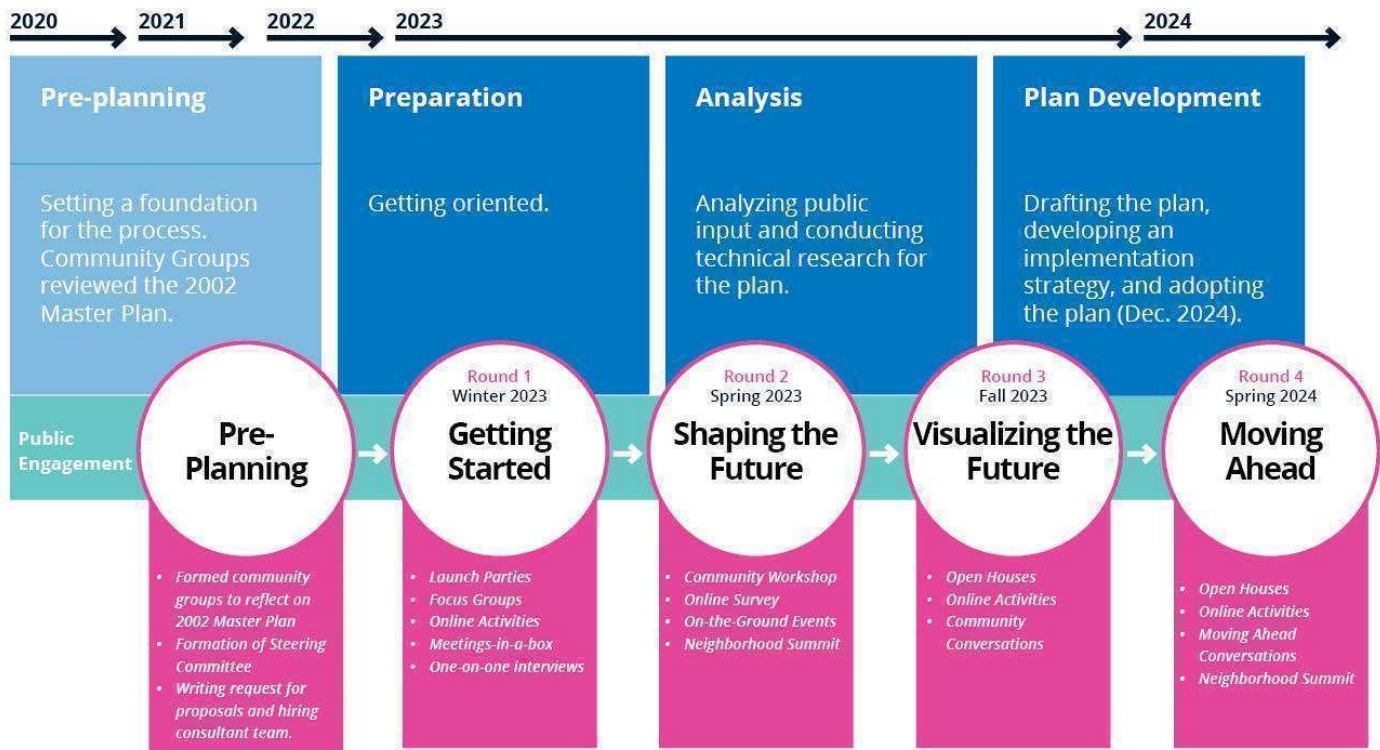 2020
2021
2022
2023
2024
Pre-planning
Setting a foundation
for the process.
Community Groups
reviewed the 2002
Master Plan.
Preparation
Getting oriented.
Analysis
Analyzing public
input and conducting
technical research for
the plan.
Plan Development
Drafting the plan,
developing an
implementation
strategy, and adopting
the plan (Dec. 2024).
Public
Engagement
Pre-
Planning
• Formed community
groups to reflect on
2002 Master Plan
• Formation of Steering
Committee
• Writing request for
proposals and hiring
consultant team.
Round 1
Winter 2023
Getting
Started
• Launch Parties
• Focus Groups
• Online Activities
• Meetings-in-a-box
• One-on-one interviews
Round 2
Spring 2023
Shaping the
Future
• Community Workshop
• Online Survey
• On-the-Ground Events
• Neighborhood Summit
Round 3
Fall 2023
Visualizing the
Future
• Open Houses
• Online Activities
• Community
Conversations
Round 4
Spring 2024
Moving
Ahead
• Open Houses
• Online Activities
• Moving Ahead
Conversations
• Neighborhood Summit